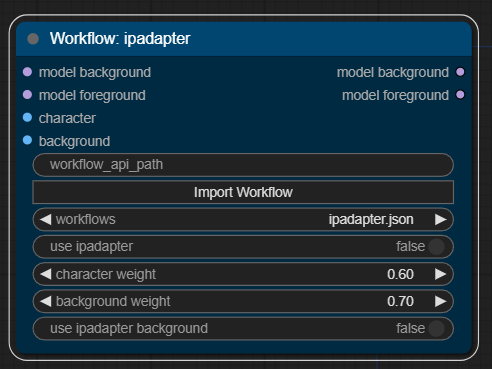 Workflow: ipadapter
model background model background
model foreground model foreground
character
background
workflow_api_path
Import Workflow
workflows ipadapter.json
use ipadapter false
character weight 0.60
background weight 0.70
use ipadapter background false